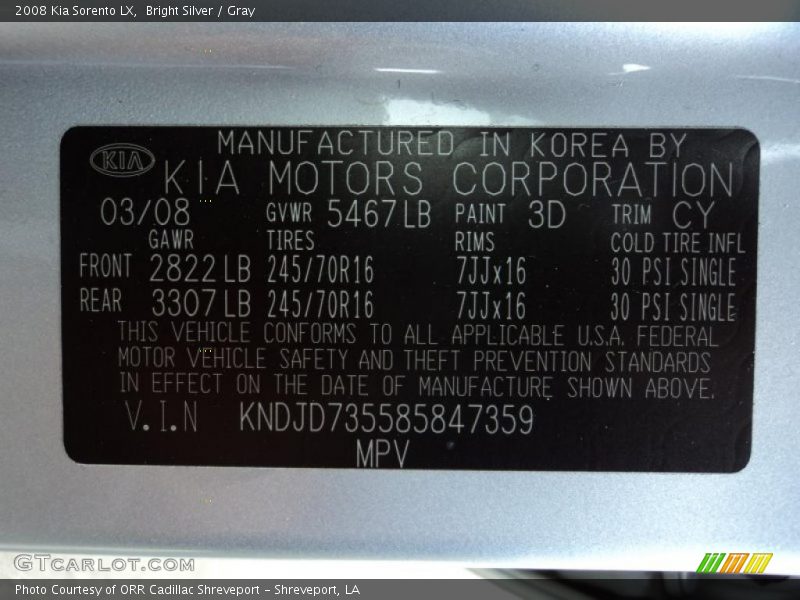 2008 Kia Sorento LX, Bright Silver / Gray
KIA
MANUFACTURED IN KOREA BY
KIA MOTORS CORPORATION
03/08 GVWR 5467LB PAINT 3D TRIM CY
GAWR TIRES RIMS COLD TIRE INFL
FRONT 2822LB 245/70R16 7JJx16 30 PSI SINGLE
REAR 3307LB 245/70R16 7JJx16 30 PSI SINGLE
THIS VEHICLE CONFORMS TO ALL APPLICABLE U.S.A. FEDERAL
MOTOR VEHICLE SAFETY AND THEFT PREVENTION STANDARDS
IN EFFECT ON THE DATE OF MANUFACTURE SHOWN ABOVE.
V.I.N KNDJD735585847359
MPV
GTCARLOT.COM
Photo Courtesy of ORR Cadillac Shreveport – Shreveport, LA